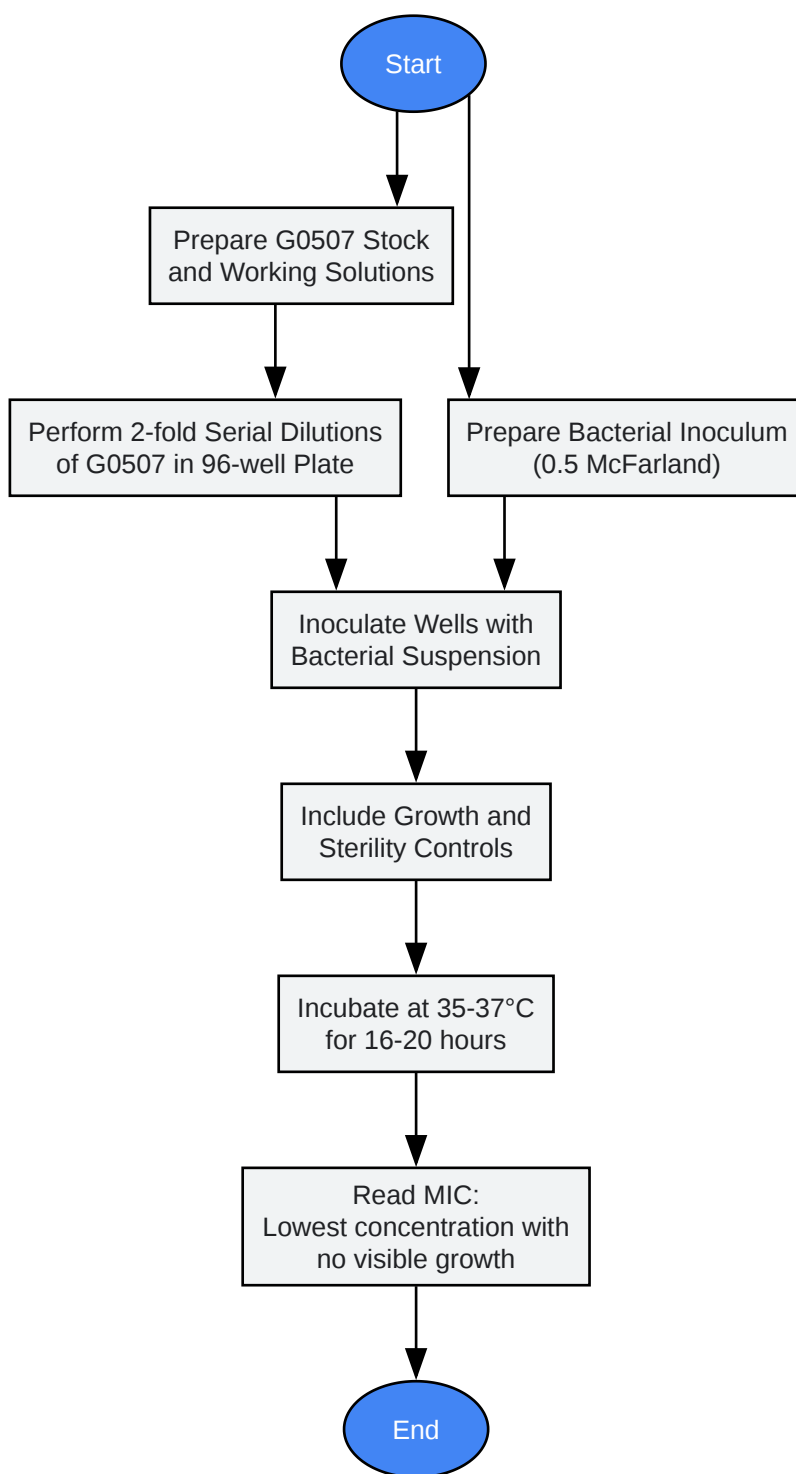 Start
Prepare G0507 Stock
and Working Solutions
Perform 2-fold Serial Dilutions
of G0507 in 96-well Plate
Prepare Bacterial Inoculum
(0.5 McFarland)
Inoculate Wells with
Bacterial Suspension
Include Growth and
Sterility Controls
Incubate at 35-37°C
for 16-20 hours
Read MIC:
Lowest concentration with
no visible growth
End